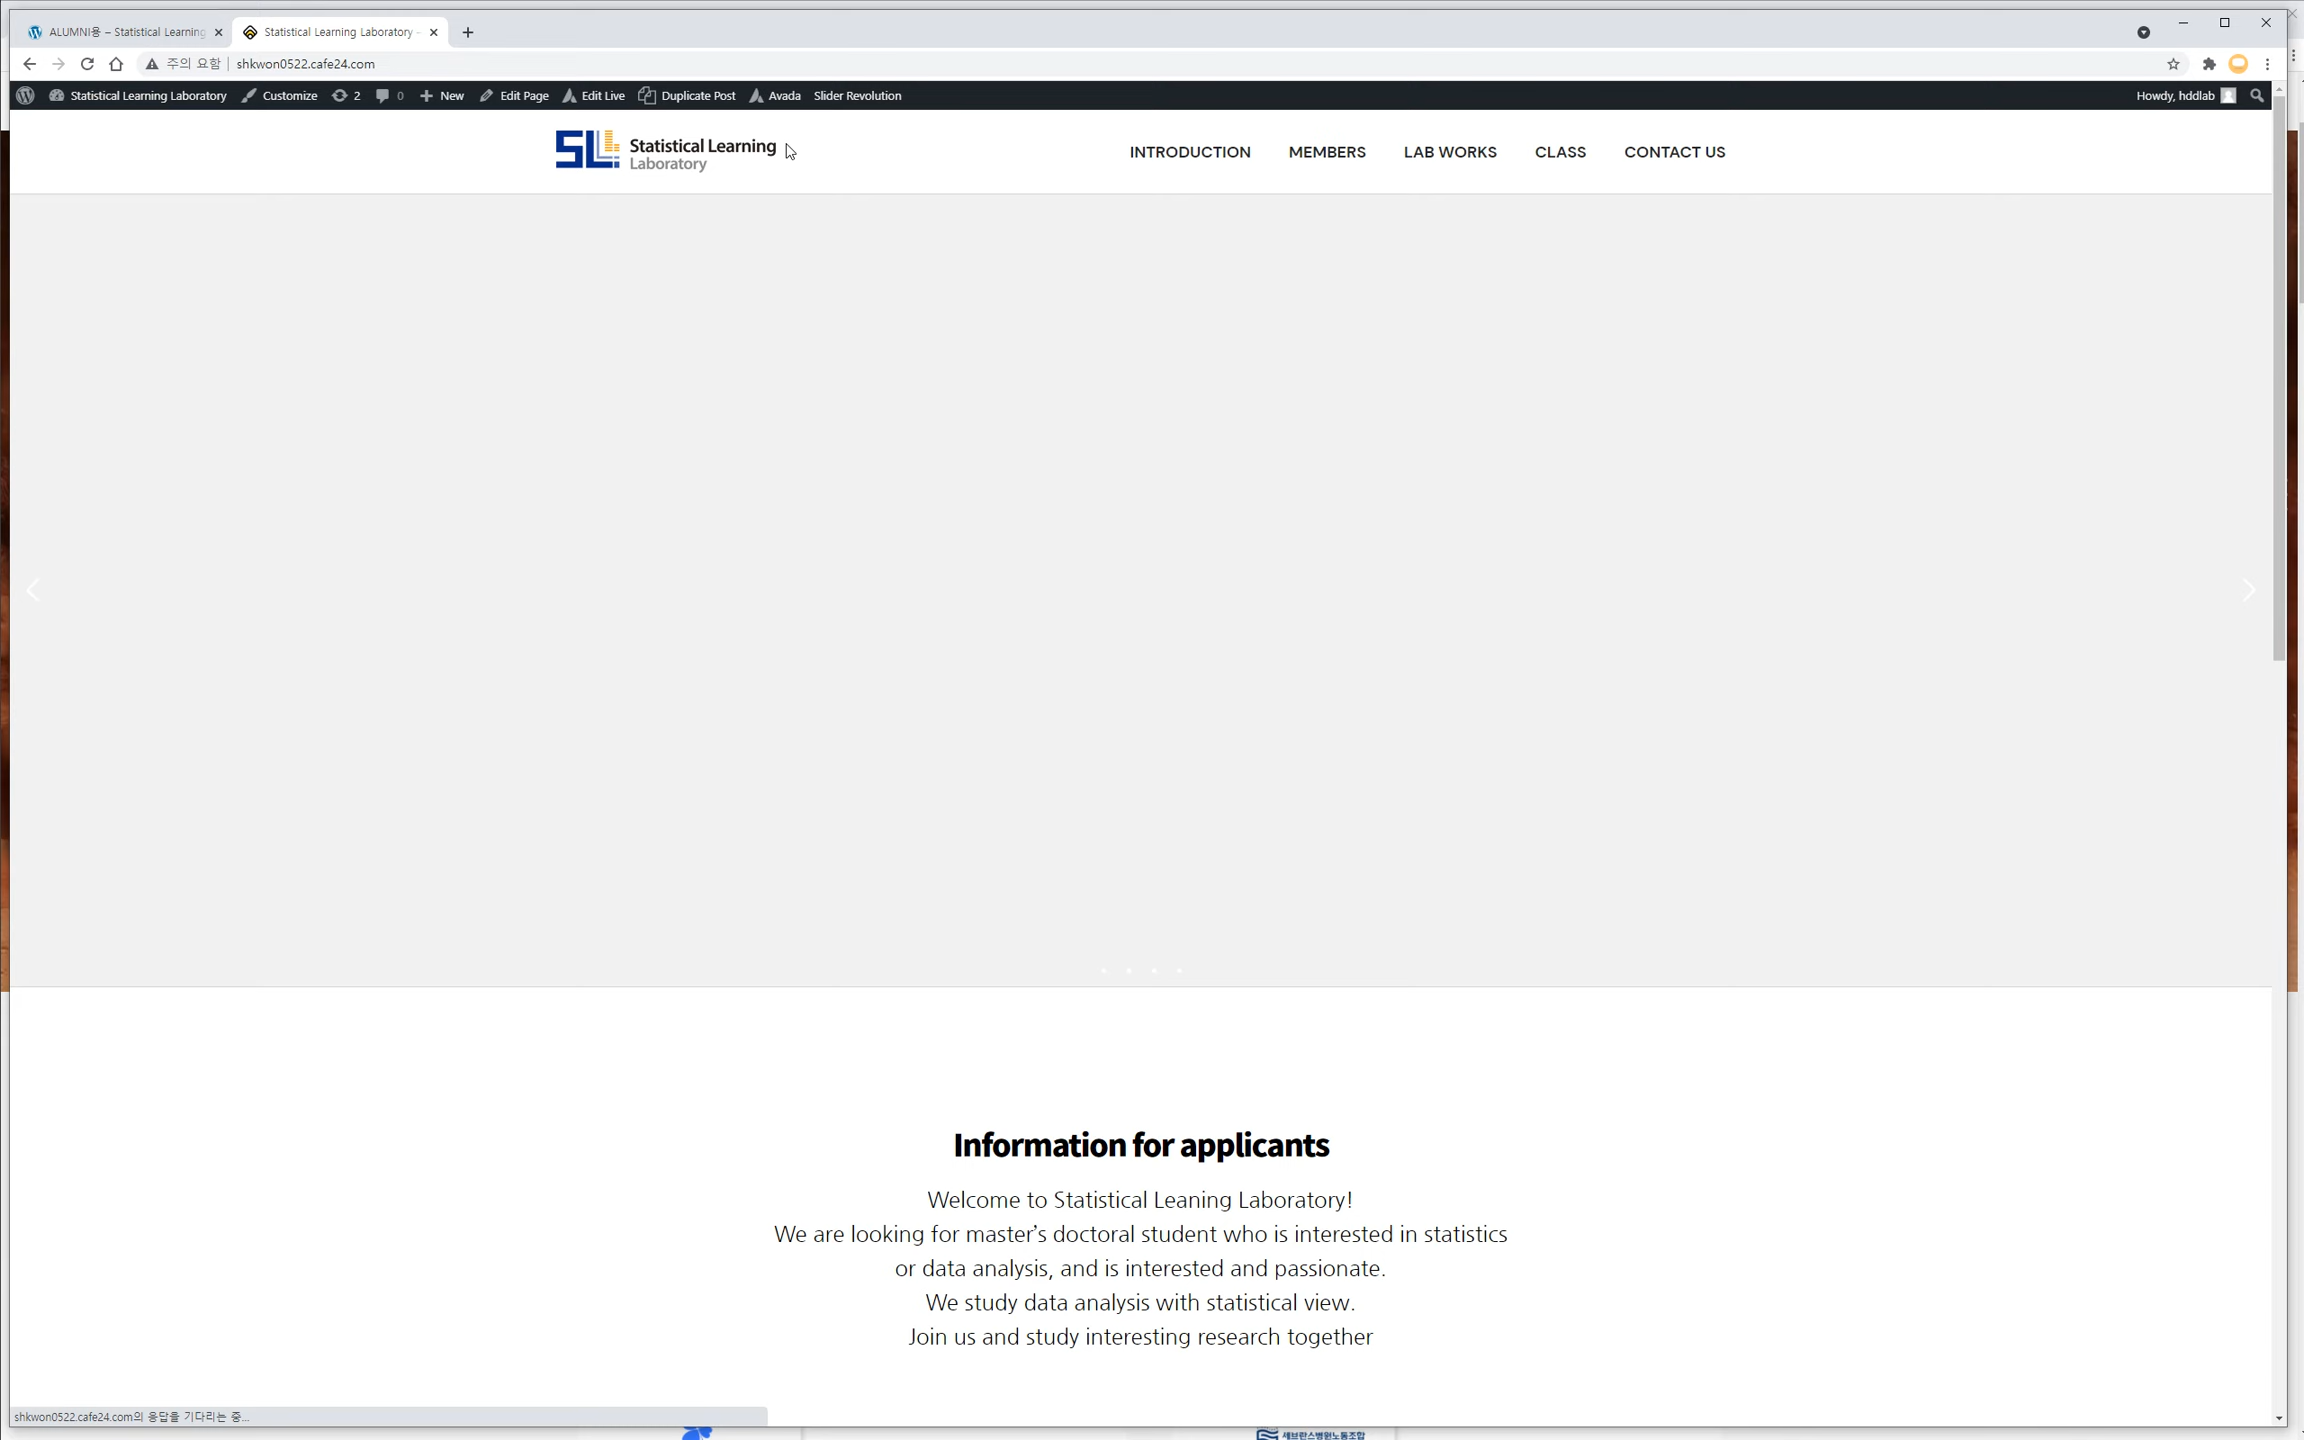 ALUMNI용 – Statistical Learning
Statistical Learning Laboratory -
주의 요함
shkwon0522.cafe24.com
Statistical Learning Laboratory
Customize
2
0
New
Edit Page
Edit Live
Duplicate Post
Avada
Slider Revolution
Howdy, hddlab
SLL
Statistical Learning
Laboratory
INTRODUCTION
MEMBERS
LAB WORKS
CLASS
CONTACT US
Information for applicants
Welcome to Statistical Leaning Laboratory!
We are looking for master’s doctoral student who is interested in statistics
or data analysis, and is interested and passionate.
We study data analysis with statistical view.
Join us and study interesting research together
shkwon0522.cafe24.com의 응답을 기다리는 중...
세브란스병원노동조합